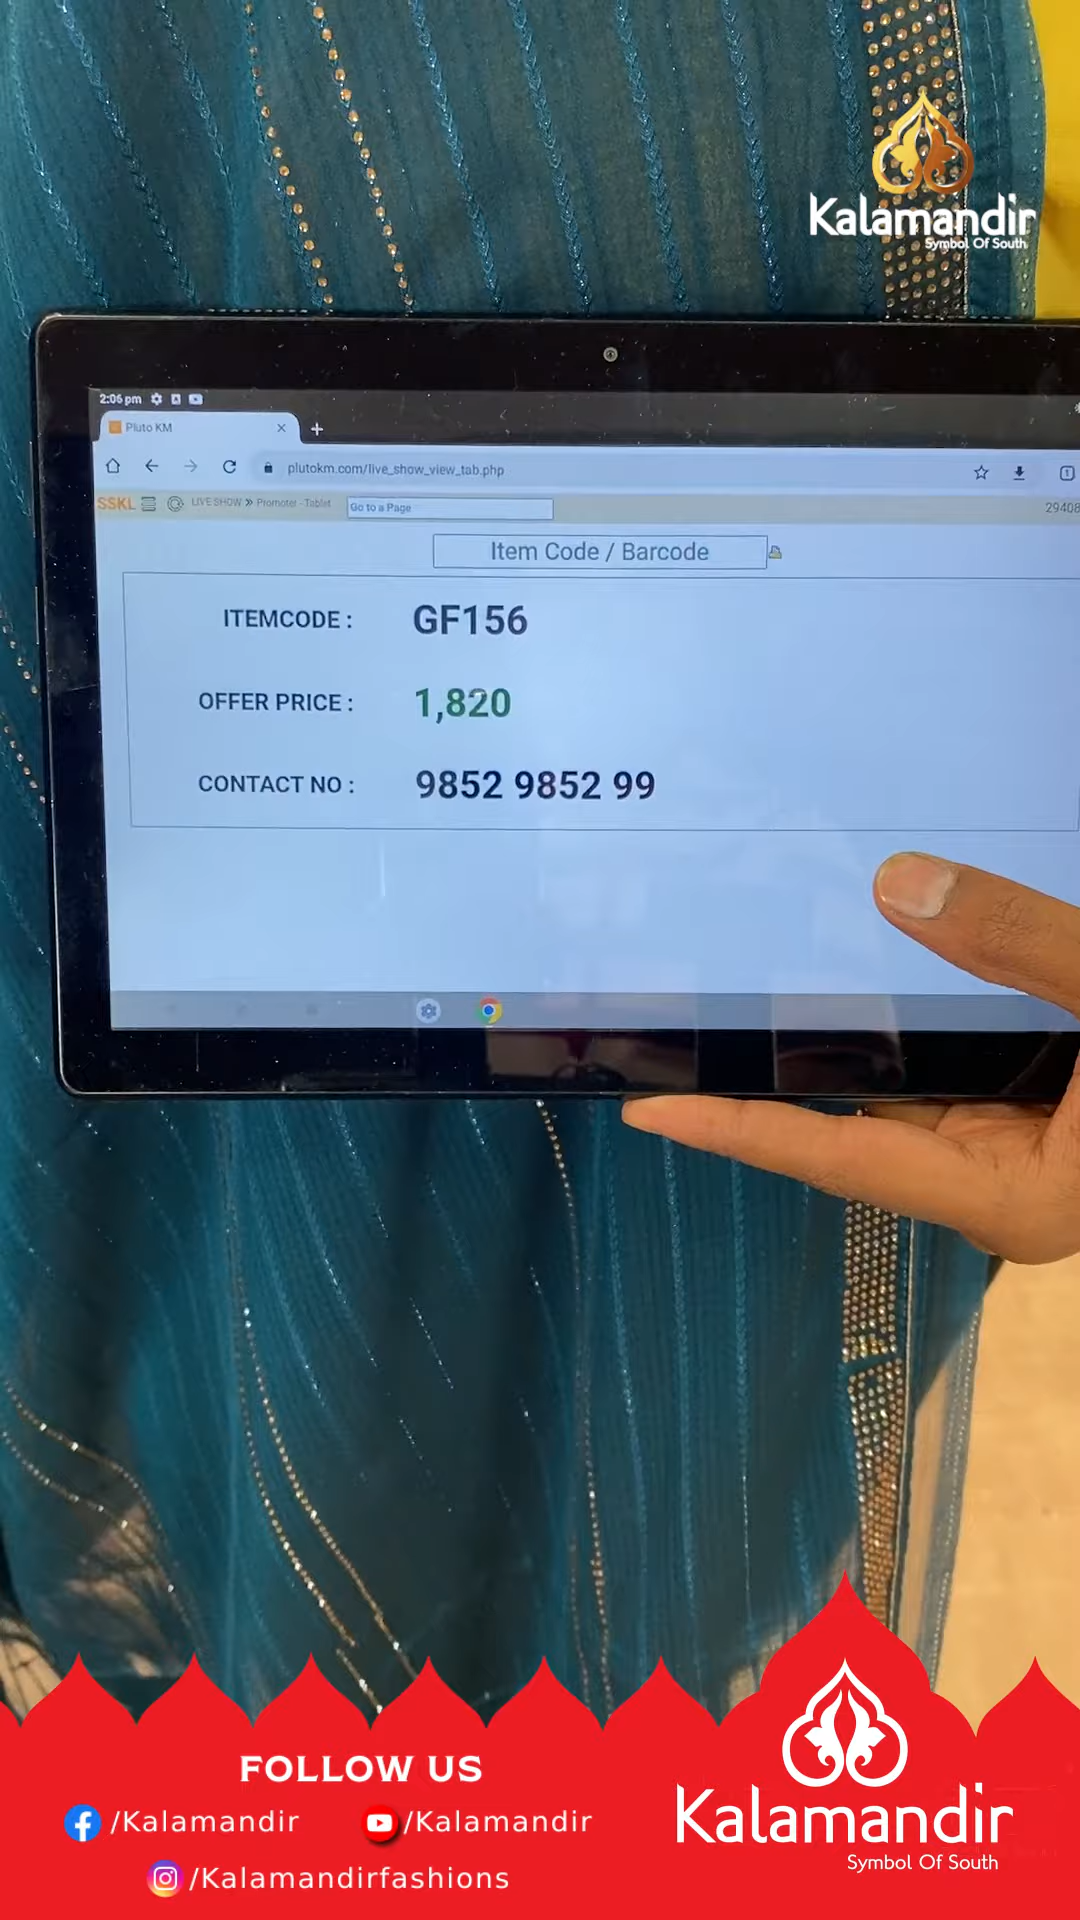 Kalamandir
Symbol Of South
2:06 pm
Pluto KM
plutokm.com/live_show_view_tab.php
SSKL
LIVE SHOW » Promoter - Tablet
Go to a Page
29408
Item Code / Barcode
ITEMCODE : GF156
OFFER PRICE : 1,820
CONTACT NO : 9852 9852 99
FOLLOW US
/Kalamandir
/Kalamandir
/Kalamandirfashions
Kalamandir
Symbol Of South